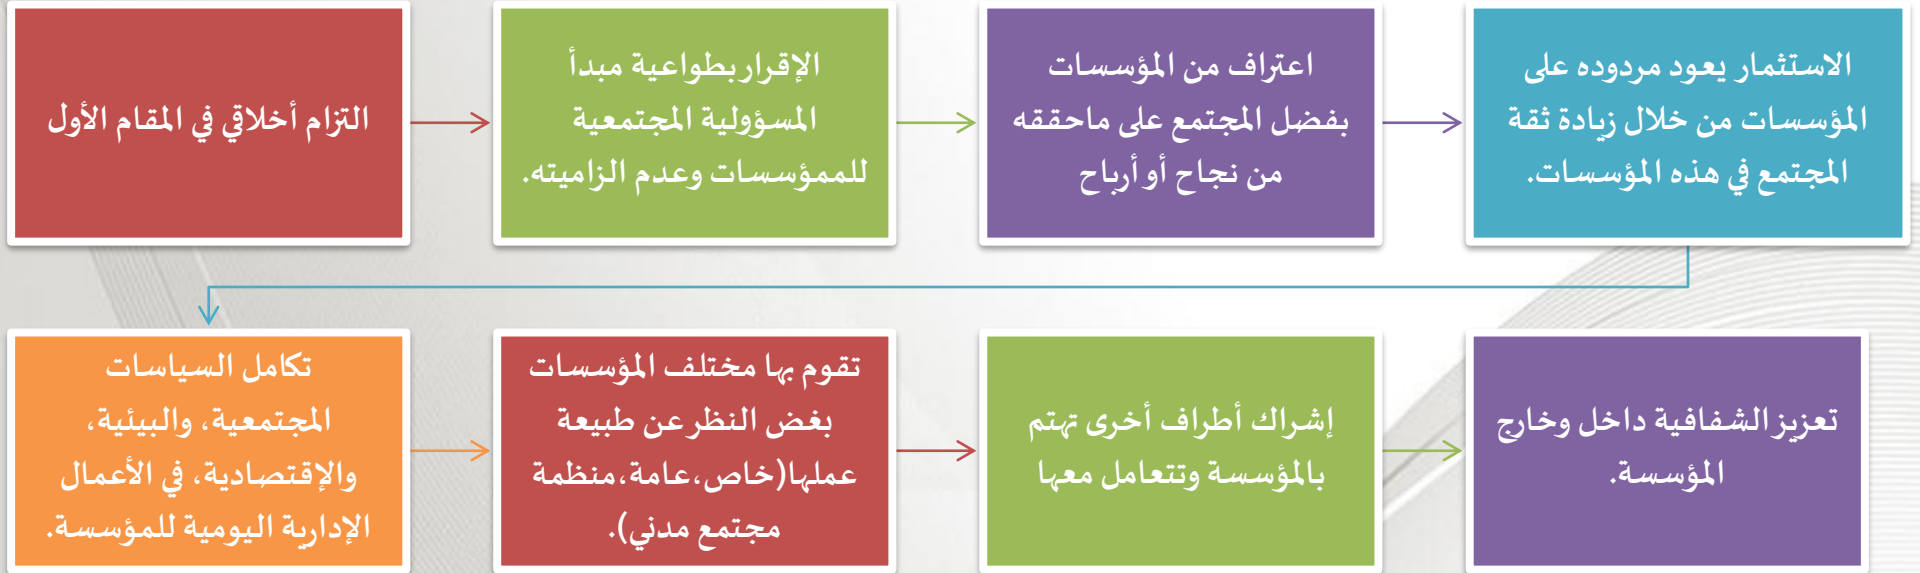 التزام أخلاقي في المقام الأول
الإقرار بطواعية مبدأ
المسؤولية المجتمعية
للممؤسسات وعدم الزاميته.
اعتراف من المؤسسات
بفضل المجتمع على ماحققه
من نجاح أو أرباح
الاستثمار يعود مردوده على
المؤسسات من خلال زيادة ثقة
المجتمع في هذه المؤسسات.
تكامل السياسات
المجتمعية، والبيئية،
والإقتصادية، في الأعمال
الإدارية اليومية للمؤسسة.
تقوم بها مختلف المؤسسات
بغض النظر عن طبيعة
عملها(خاص،عامة،منظمة
مجتمع مدني).
إشراك أطراف أخرى تهتم
بالمؤسسة وتتعامل معها
تعزيز الشفافية داخل وخارج
المؤسسة.